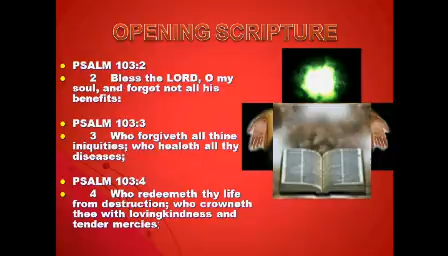 OPENING SCRIPTURE
PSALM 103:2
2 Bless the LORD, O my
soul, and forget not all his
benefits:
PSALM 103:3
3 Who forgiveth all thine
iniquities; who healeth all thy
diseases;
PSALM 103:4
4 Who redeemeth thy life
from destruction; who crowneth
thee with lovingkindness and
tender mercies;